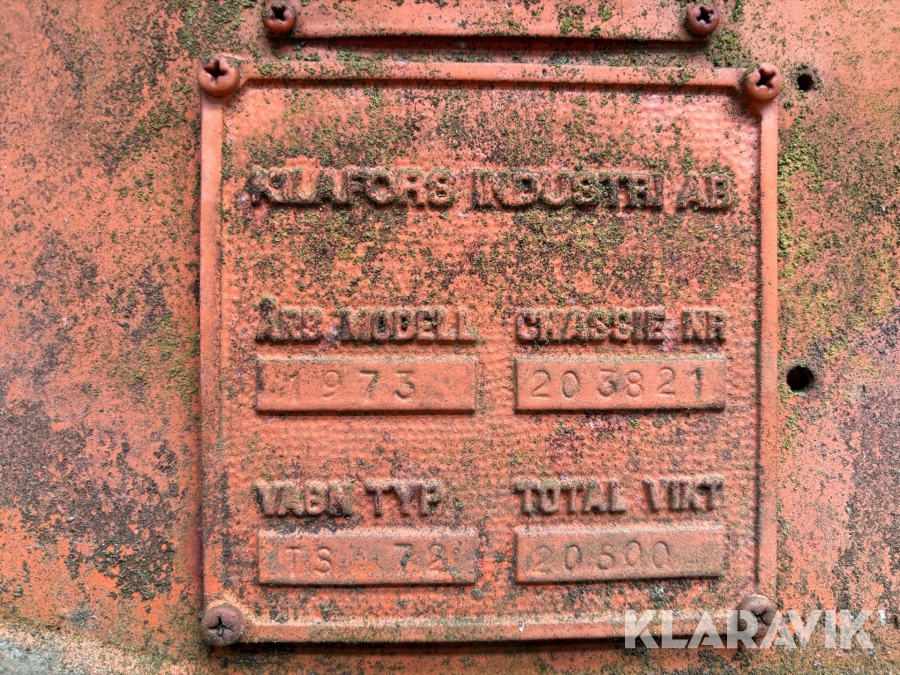 KILAFORS INDUSTRI AB
ÅRS MODELL CHASSIE NR
1973 203821
VAGN TYP TOTAL VIKT
TS 72 20500
KLARAVIK